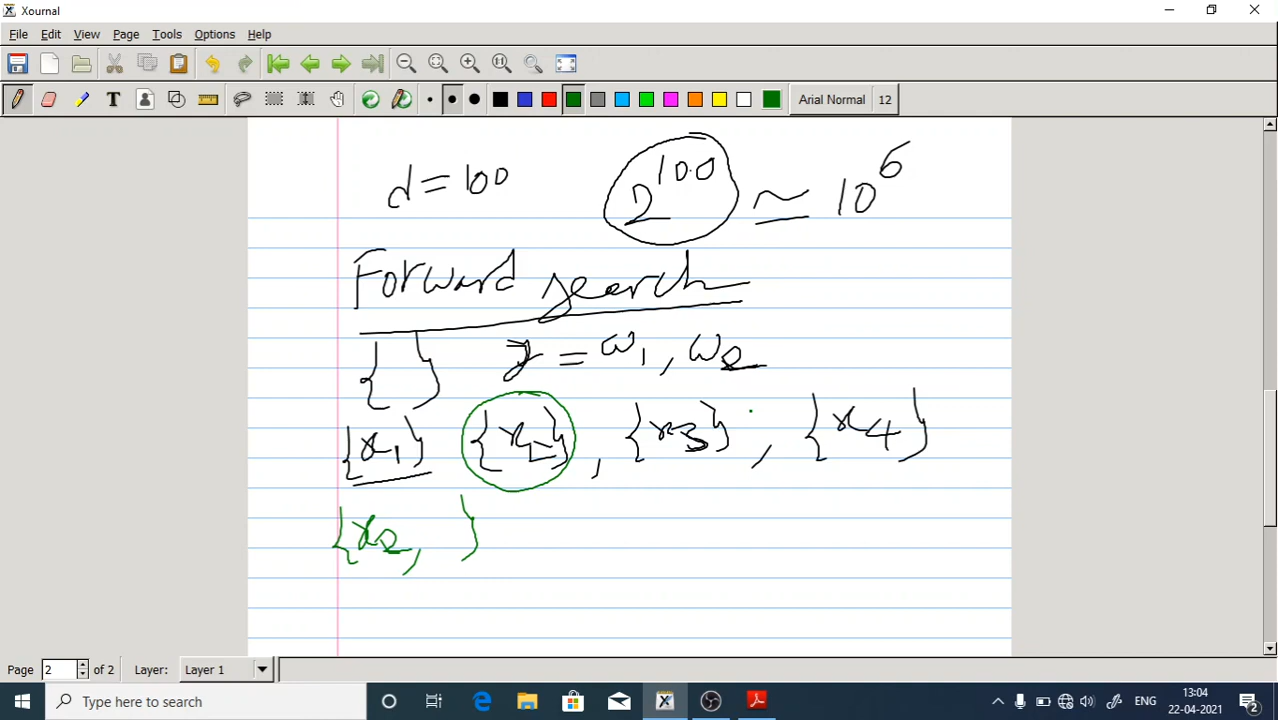 Xournal
File Edit View Page Tools Options Help
Arial Normal 12
d = 100 2^100 ≃ 10^6
Forward search
{ } y = ω1, ω2
{x1} {x2}, {x3}, {x4}
{x2, }
Page 2 of 2 Layer: Layer 1
Type here to search
ENG
13:04
22-04-2021
2